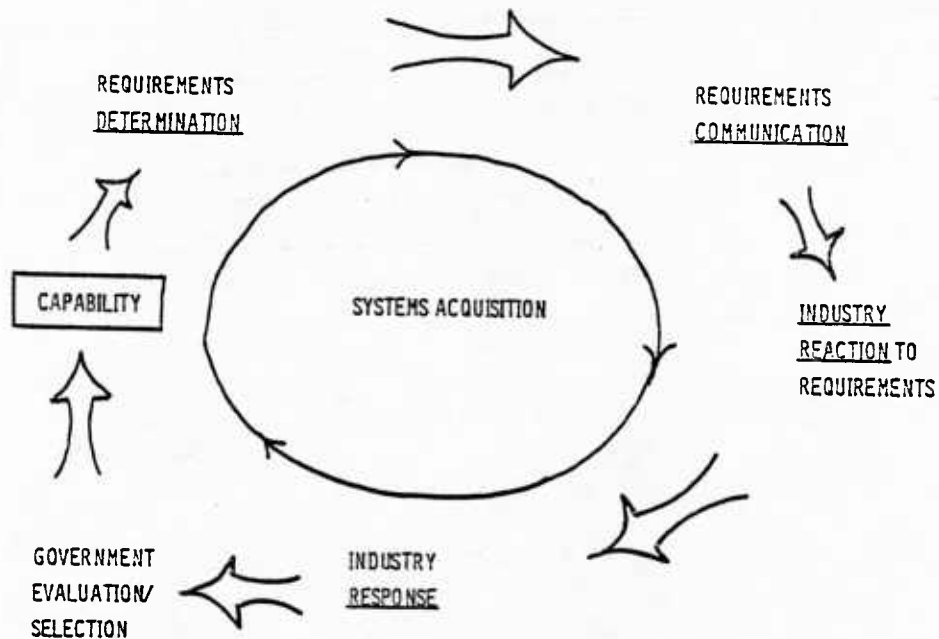 REQUIREMENTS
DETERMINATION
REQUIREMENTS
COMMUNICATION
CAPABILITY
SYSTEMS ACQUISITION
INDUSTRY
REACTION TO
REQUIREMENTS
GOVERNMENT
EVALUATION/
SELECTION
INDUSTRY
RESPONSE